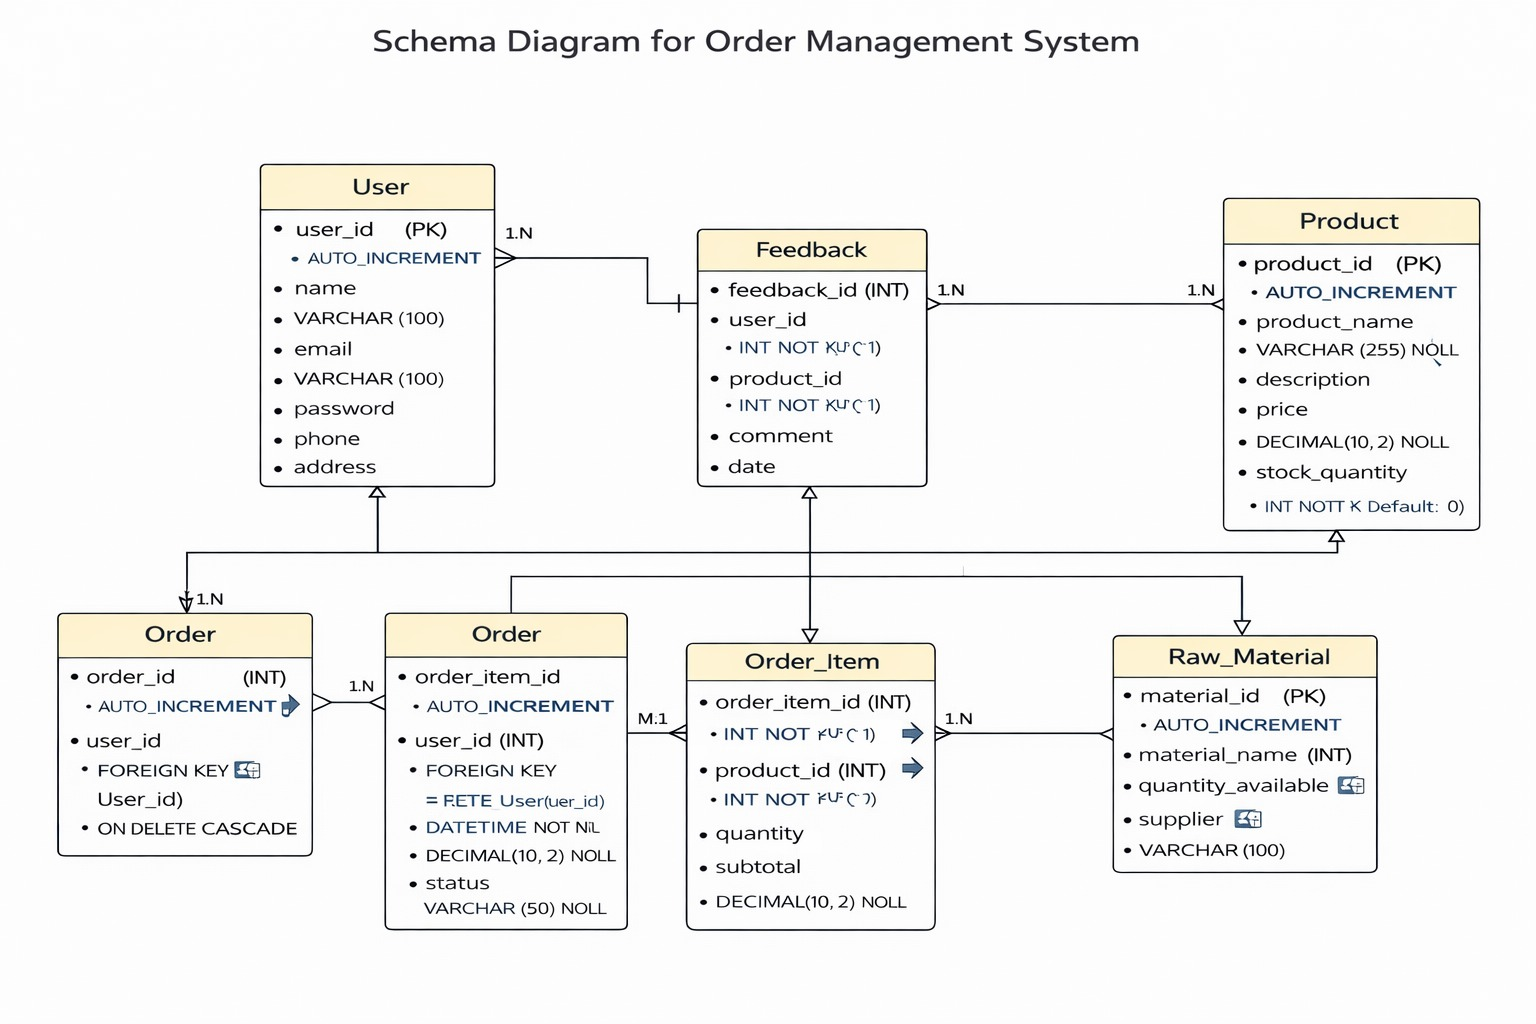 Schema Diagram for Order Management System
User
• user_id (PK)
• AUTO_INCREMENT
• name
• VARCHAR (100)
• email
• VARCHAR (100)
• password
• phone
• address
1.N
Feedback
• feedback_id (INT)
• user_id
• INT NOT
• product_id
• INT NOT
• comment
• date
1.N
1.N
Product
• product_id (PK)
• AUTO_INCREMENT
• product_name
• VARCHAR (255) NOLL
• description
• price
• DECIMAL(10, 2) NOLL
• stock_quantity
• INT NOTT K Default: 0)
1.N
Order
• order_id (INT)
• AUTO_INCREMENT
• user_id
• FOREIGN KEY
User_id)
• ON DELETE CASCADE
1.N
Order
• order_item_id
• AUTO_INCREMENT
• user_id (INT)
• FOREIGN KEY
= User(uer_id)
• DATETIME NOT
• DECIMAL(10, 2) NOLL
• status
VARCHAR (50) NOLL
M:1
Order_Item
• order_item_id (INT)
• INT NOT
• product_id (INT)
• INT NOT
• quantity
• subtotal
• DECIMAL(10, 2) NOLL
1.N
Raw_Material
• material_id (PK)
• AUTO_INCREMENT
• material_name (INT)
• quantity_available
• supplier
• VARCHAR (100)